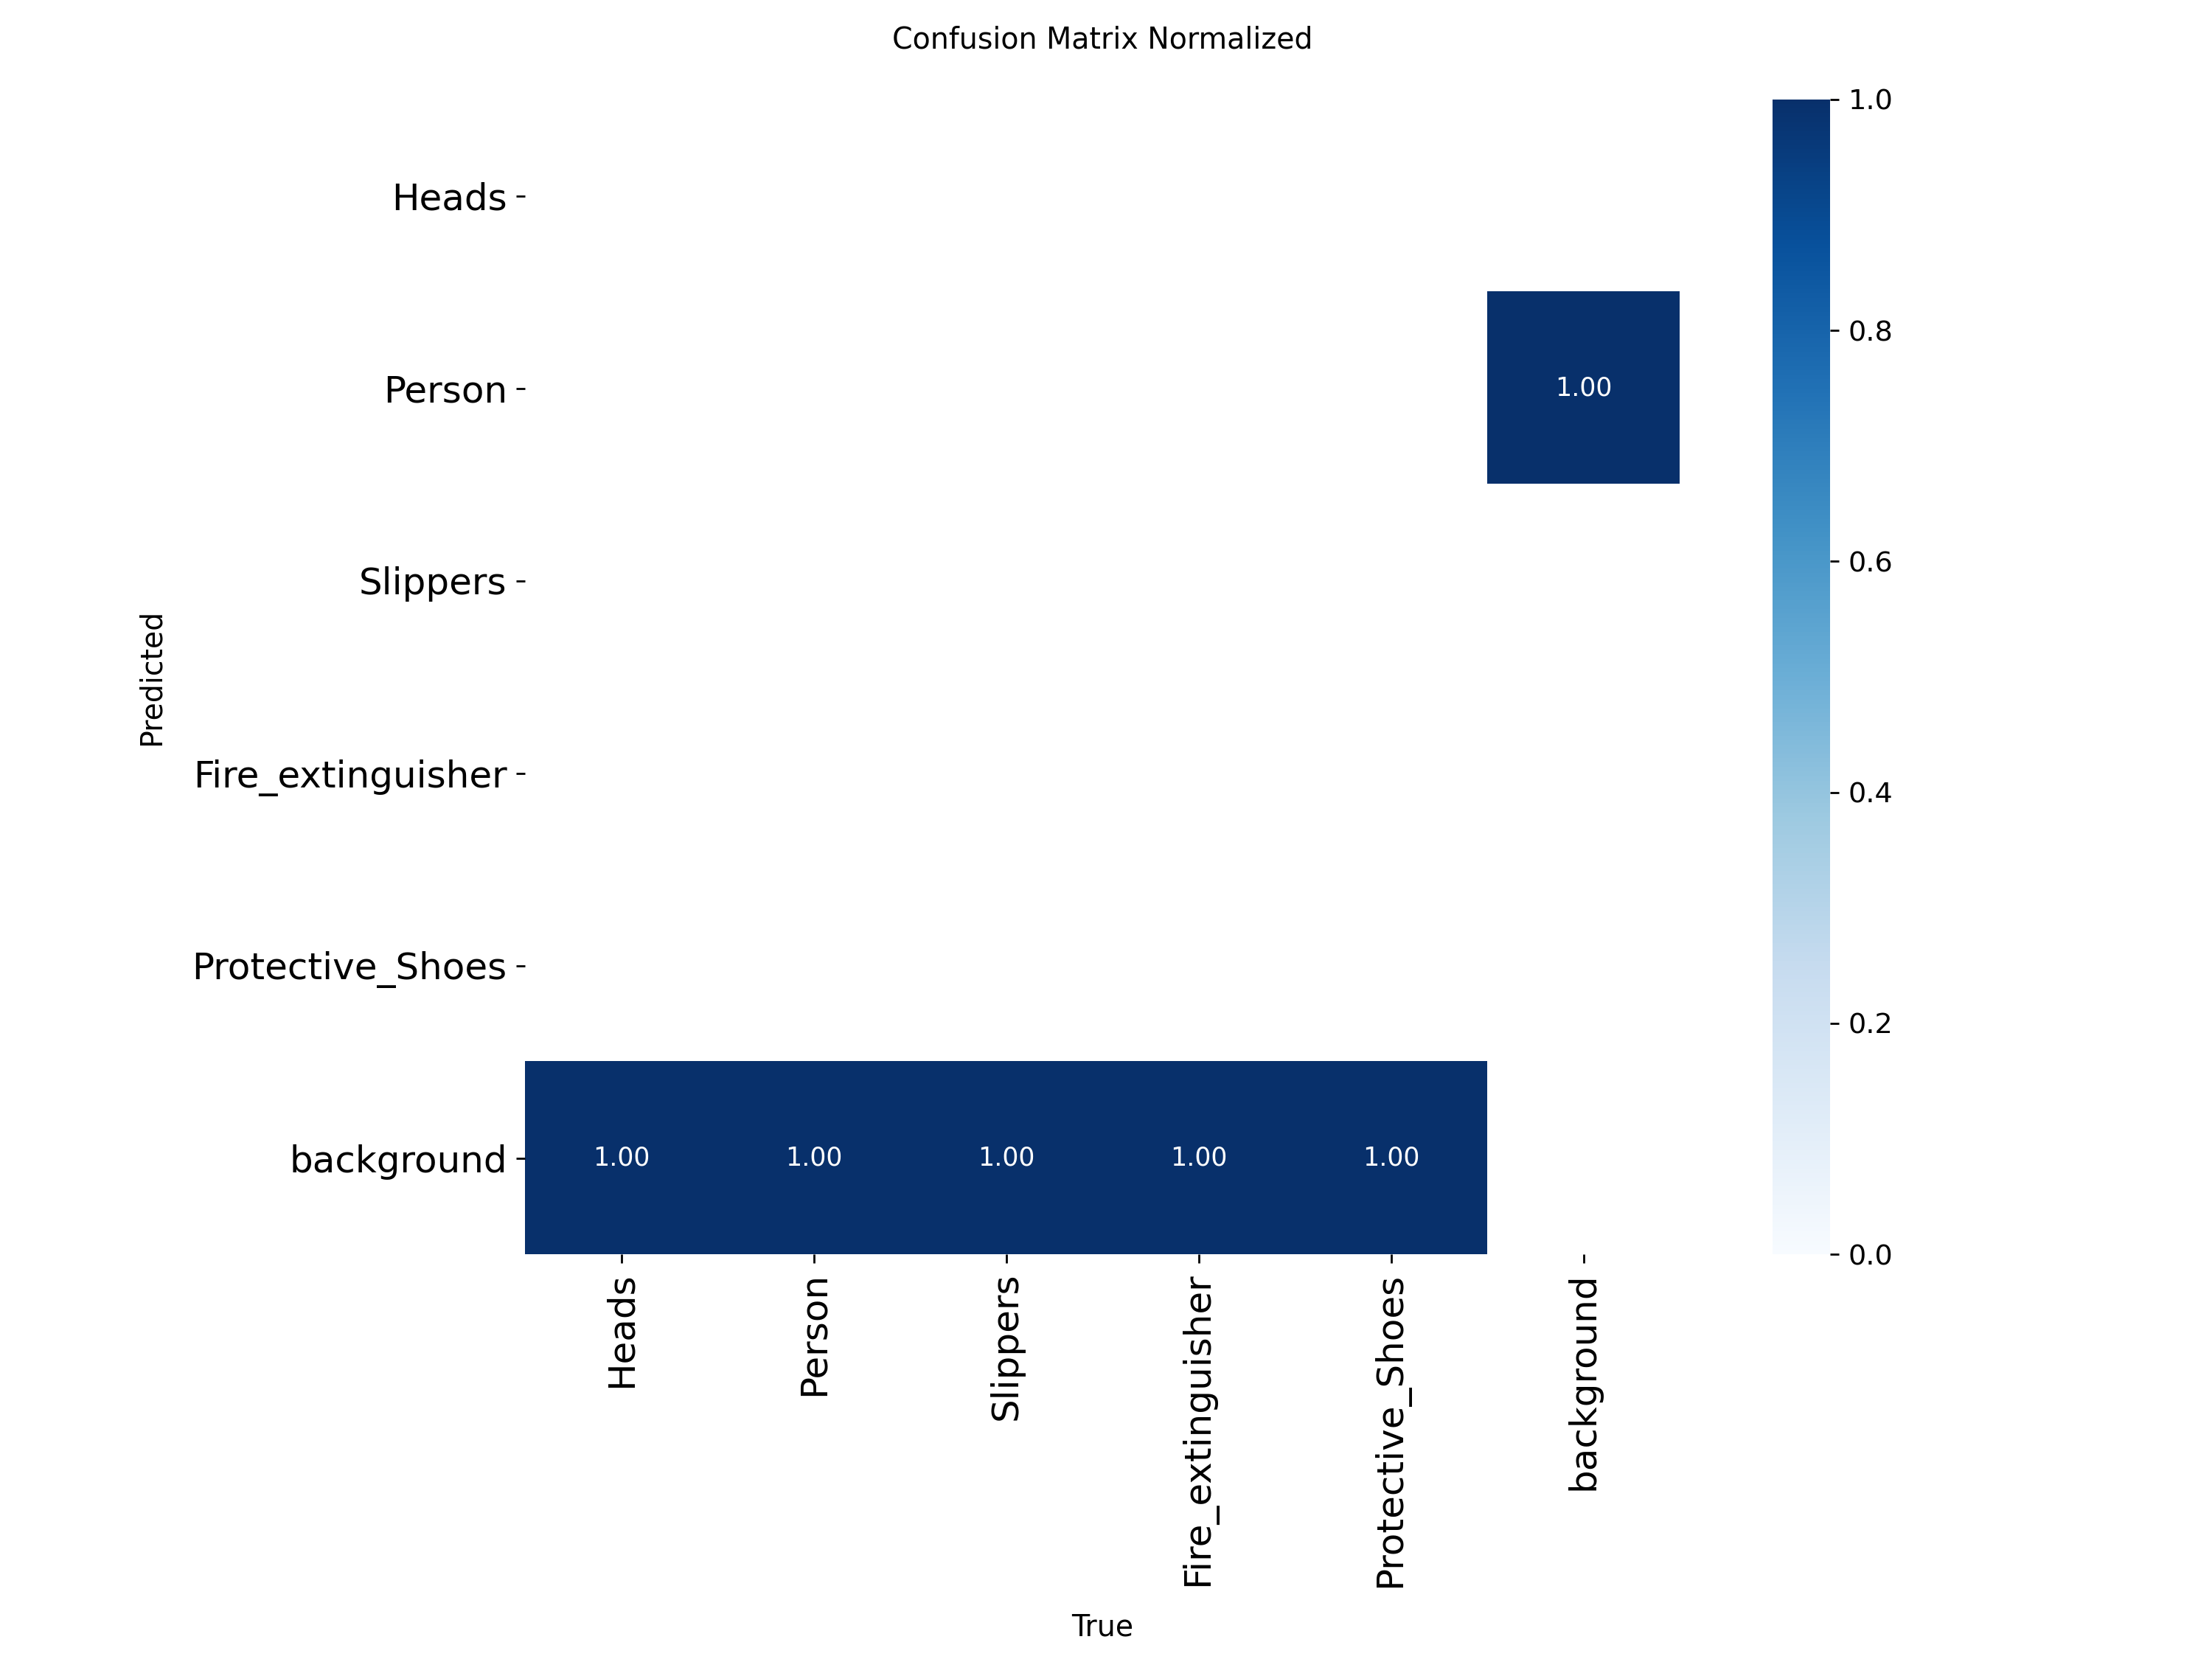 Confusion Matrix Normalized
Heads
Person
Slippers
Fire_extinguisher
Protective_Shoes
background
Predicted
1.00
1.00 1.00 1.00 1.00 1.00
Heads
Person
Slippers
Fire_extinguisher
Protective_Shoes
background
True
1.0
0.8
0.6
0.4
0.2
0.0